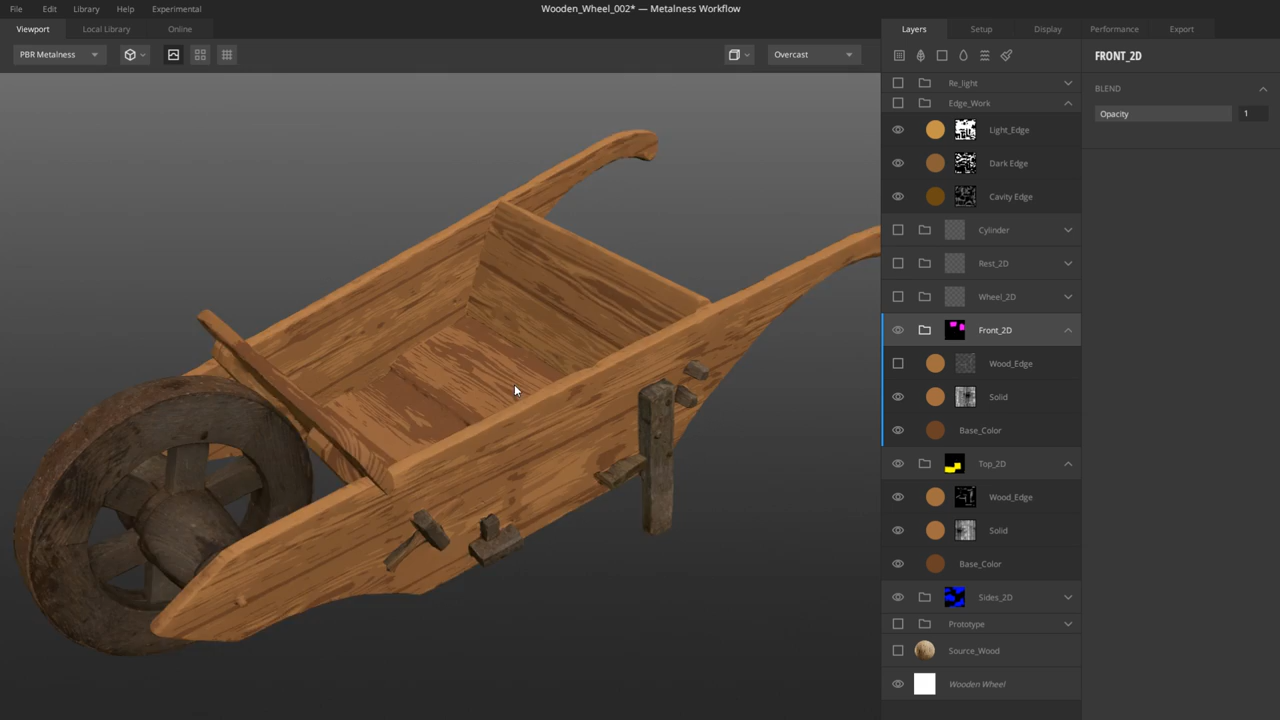 File Edit Library Help Experimental
Wooden_Wheel_002* — Metalness Workflow
Viewport Local Library Online
Layers Setup Display Performance Export
PBR Metalness
Overcast
FRONT_2D
BLEND
Opacity 1
Re_light
Edge_Work
Light_Edge
Dark Edge
Cavity Edge
Cylinder
Rest_2D
Wheel_2D
Front_2D
Wood_Edge
Solid
Base_Color
Top_2D
Wood_Edge
Solid
Base_Color
Sides_2D
Prototype
Source_Wood
Wooden Wheel